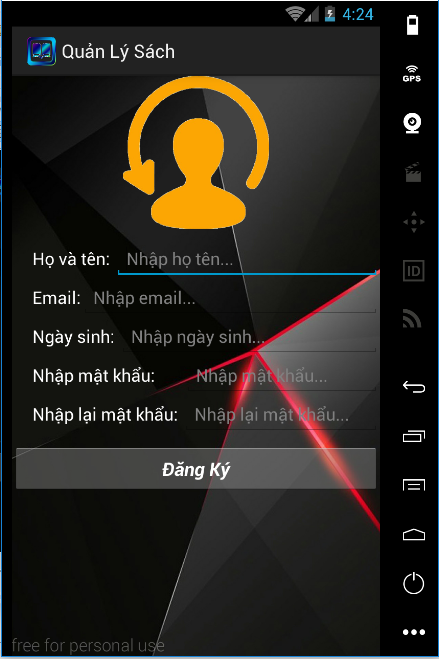 4:24
Quản Lý Sách
GPS
Họ và tên: Nhập họ tên...
Email: Nhập email...
ID
Ngày sinh: Nhập ngày sinh...
Nhập mật khẩu: Nhập mật khẩu...
Nhập lại mật khẩu: Nhập lại mật khẩu...
Đăng Ký
free for personal use